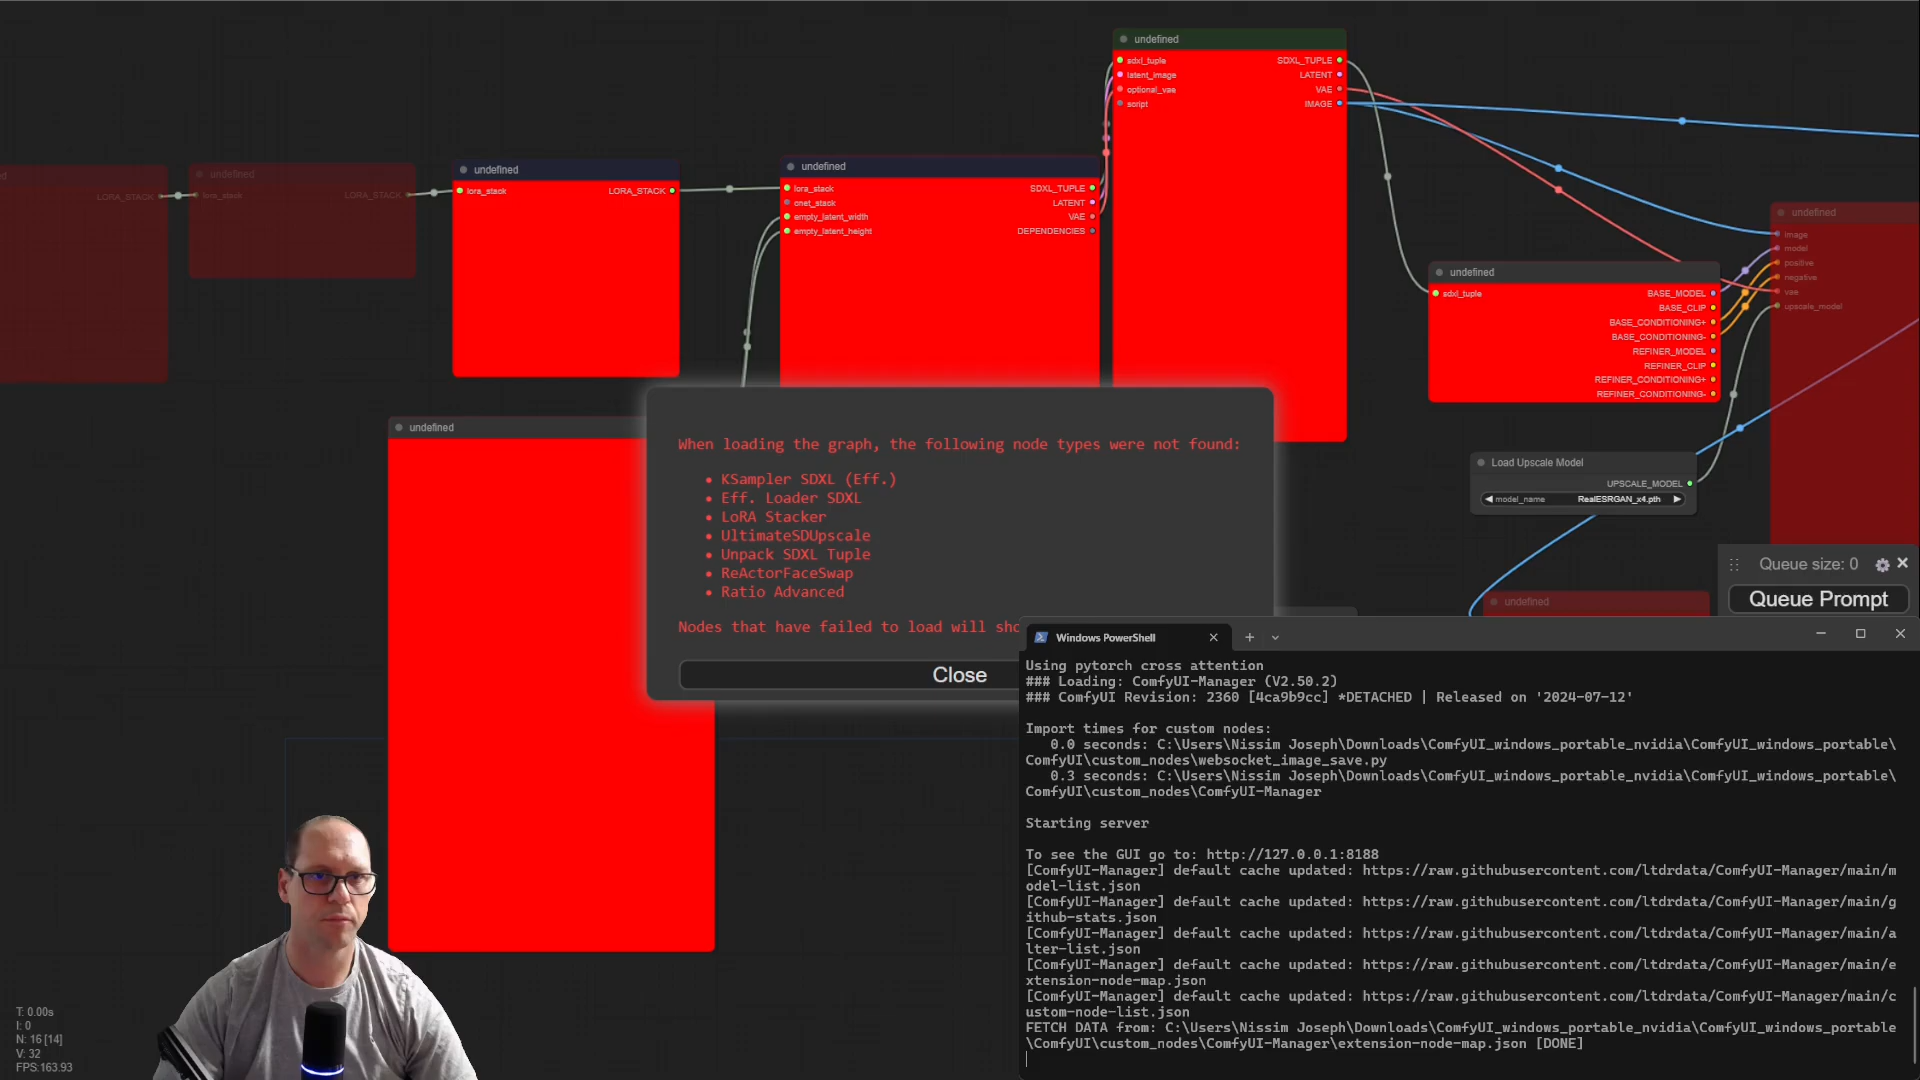 undefined
sdxl_tuple SDXL_TUPLE
latent_image LATENT
optional_vae VAE
script IMAGE
d
LORA_STACK
undefined
lora_stack LORA_STACK
undefined
lora_stack LORA_STACK
undefined
lora_stack SDXL_TUPLE
cnet_stack LATENT
empty_latent_width VAE
empty_latent_height DEPENDENCIES
undefined
image
model
positive
negative
vae
upscale_model
undefined
sdxl_tuple BASE_MODEL
BASE_CLIP
BASE_CONDITIONING+
BASE_CONDITIONING-
REFINER_MODEL
REFINER_CLIP
REFINER_CONDITIONING+
REFINER_CONDITIONING-
undefined
Load Upscale Model
UPSCALE_MODEL
model_name RealESRGAN_x4.pth
When loading the graph, the following node types were not found:
• KSampler SDXL (Eff.)
• Eff. Loader SDXL
• LoRA Stacker
• UltimateSDUpscale
• Unpack SDXL Tuple
• ReActorFaceSwap
• Ratio Advanced
Nodes that have failed to load will sho
Close
Queue size: 0
Queue Prompt
undefined
Windows PowerShell
Using pytorch cross attention
### Loading: ComfyUI-Manager (V2.50.2)
### ComfyUI Revision: 2360 [4ca9b9cc] *DETACHED | Released on '2024-07-12'
Import times for custom nodes:
0.0 seconds: C:\Users\Nissim Joseph\Downloads\ComfyUI_windows_portable_nvidia\ComfyUI_windows_portable\
ComfyUI\custom_nodes\websocket_image_save.py
0.3 seconds: C:\Users\Nissim Joseph\Downloads\ComfyUI_windows_portable_nvidia\ComfyUI_windows_portable\
ComfyUI\custom_nodes\ComfyUI-Manager
Starting server
To see the GUI go to: http://127.0.0.1:8188
[ComfyUI-Manager] default cache updated: https://raw.githubusercontent.com/ltdrdata/ComfyUI-Manager/main/m
odel-list.json
[ComfyUI-Manager] default cache updated: https://raw.githubusercontent.com/ltdrdata/ComfyUI-Manager/main/g
ithub-stats.json
[ComfyUI-Manager] default cache updated: https://raw.githubusercontent.com/ltdrdata/ComfyUI-Manager/main/a
lter-list.json
[ComfyUI-Manager] default cache updated: https://raw.githubusercontent.com/ltdrdata/ComfyUI-Manager/main/e
xtension-node-map.json
[ComfyUI-Manager] default cache updated: https://raw.githubusercontent.com/ltdrdata/ComfyUI-Manager/main/c
ustom-node-list.json
FETCH DATA from: C:\Users\Nissim Joseph\Downloads\ComfyUI_windows_portable_nvidia\ComfyUI_windows_portable
\ComfyUI\custom_nodes\ComfyUI-Manager\extension-node-map.json [DONE]
T: 0.00s
I: 0
N: 16 [14]
V: 32
FPS:163.93